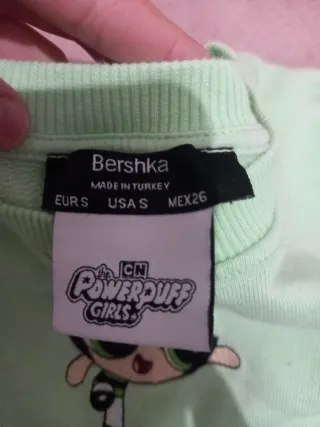 Bershka
MADE IN TURKEY
EUR S USA S MEX 26
CN
the
POWERPUFF
GIRLS